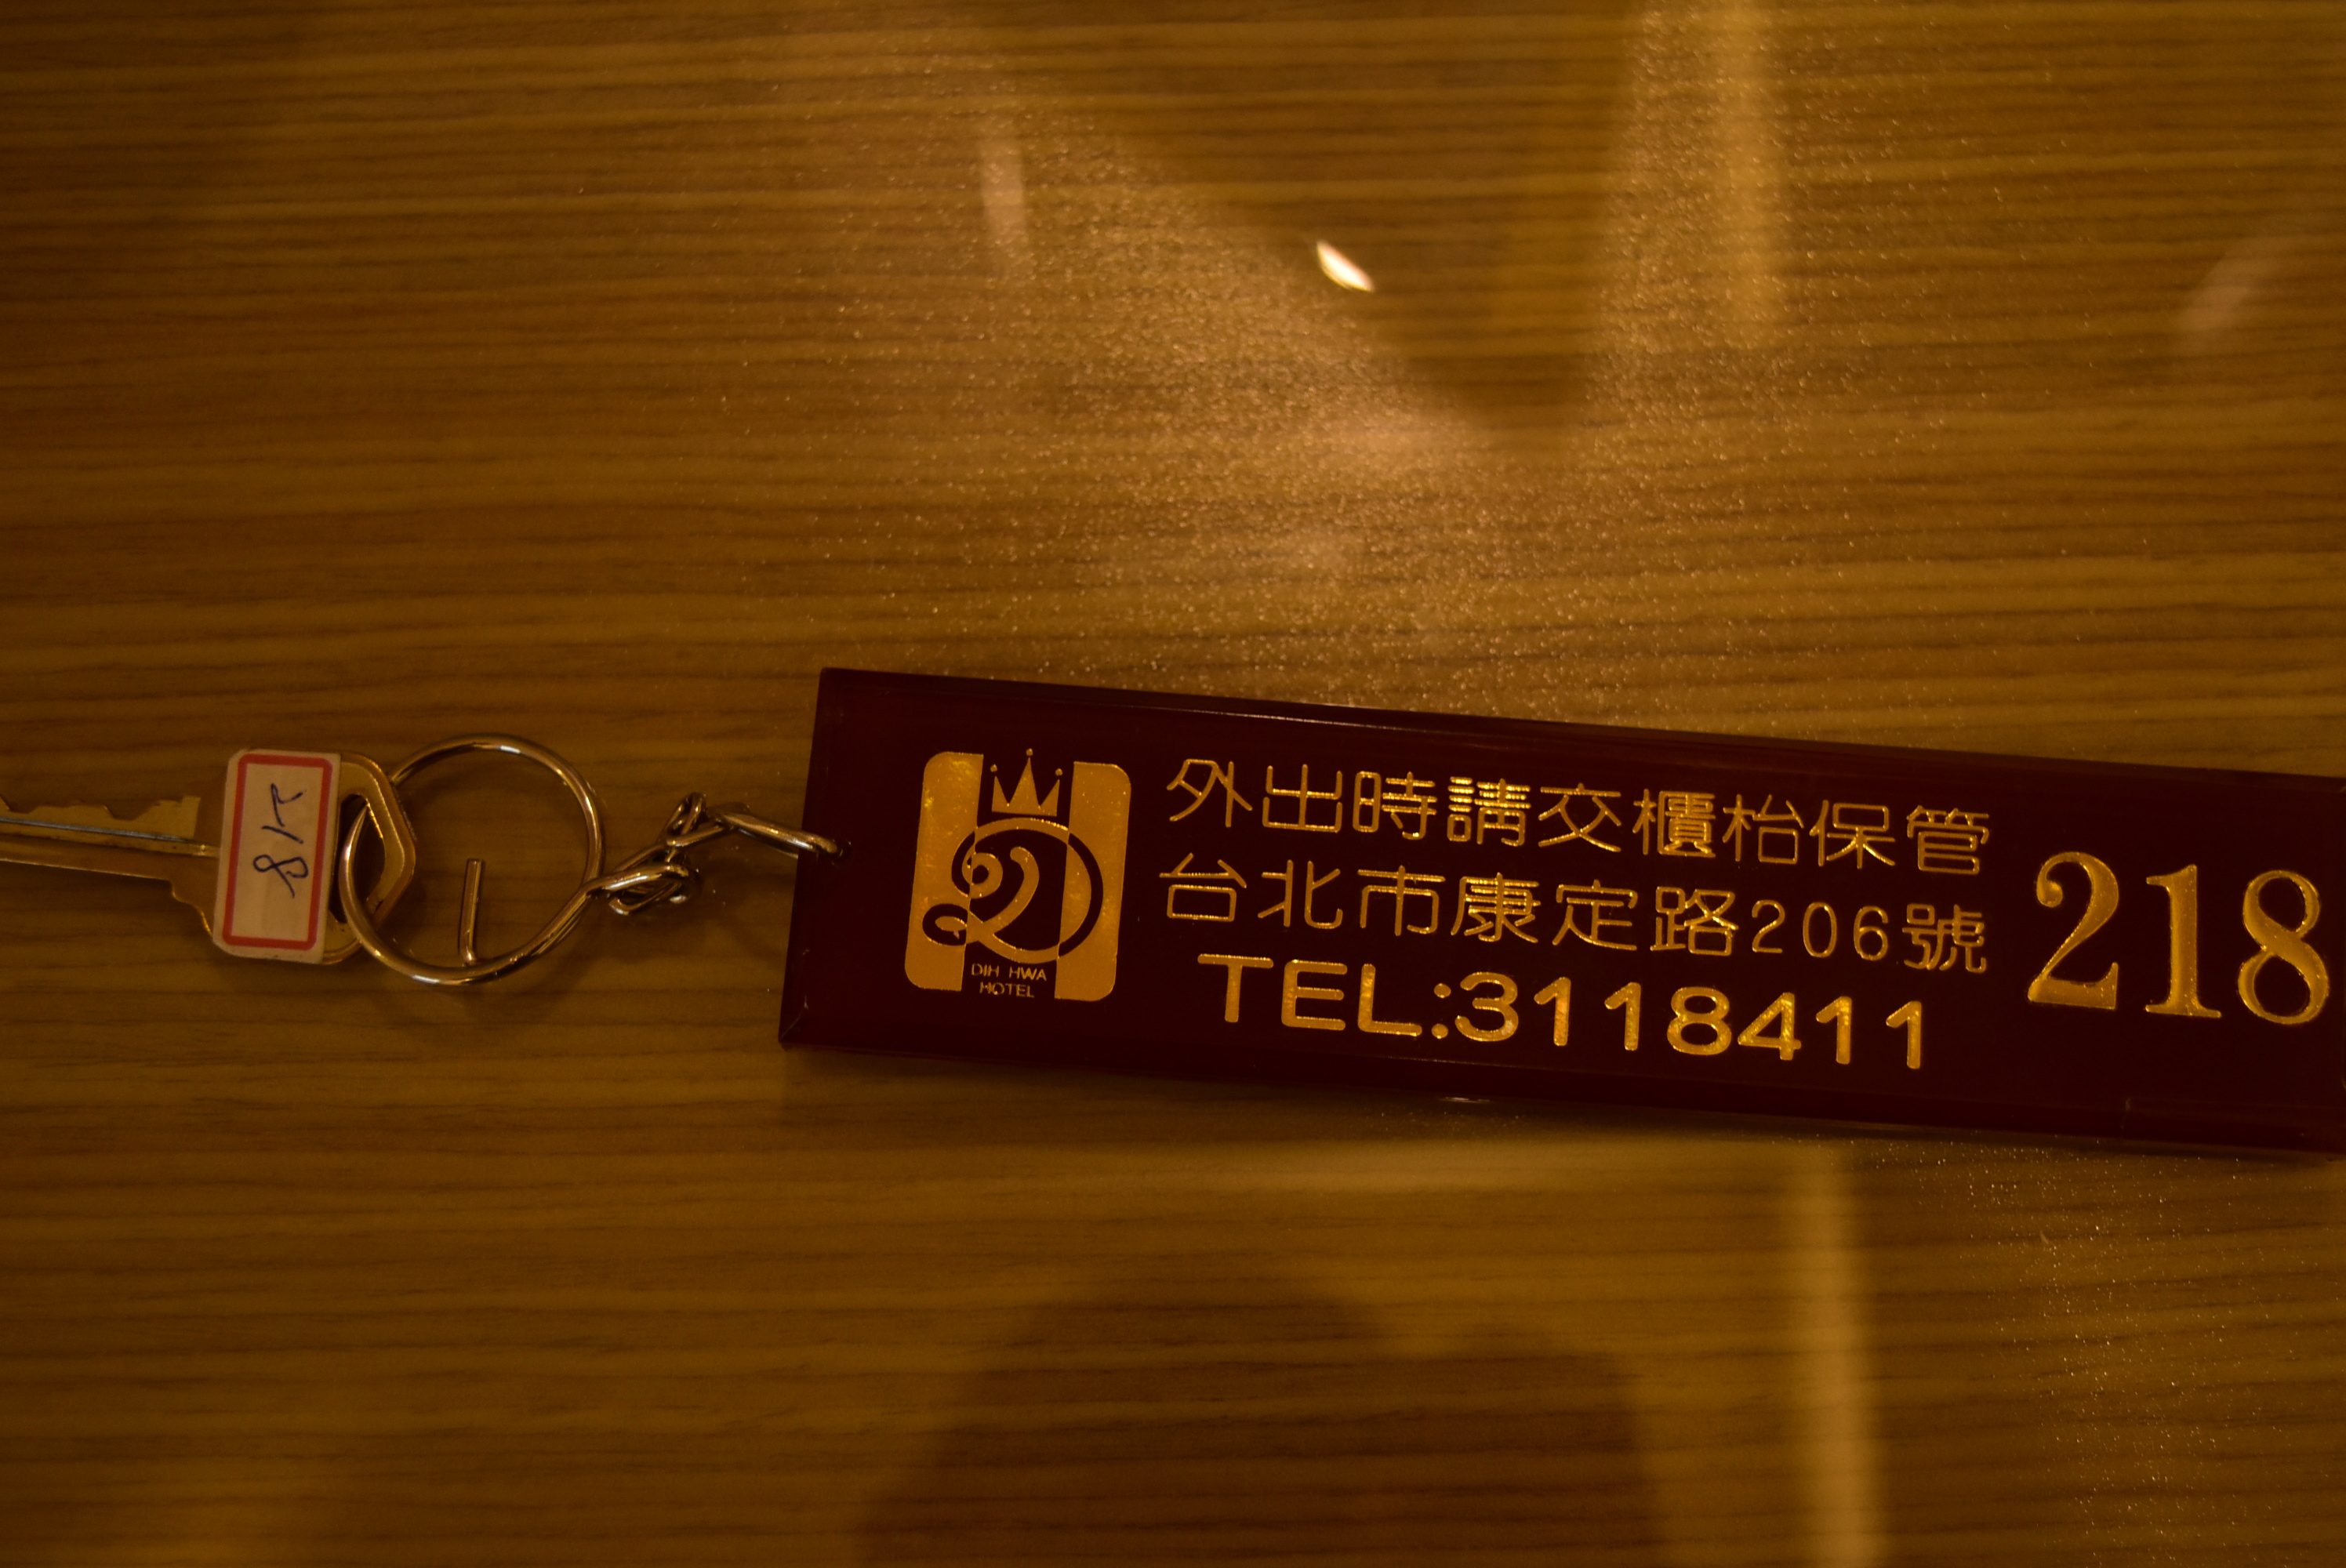 218
DIH HWA
HOTEL
外出時請交櫃枱保管
台北市康定路206號
TEL:3118411
218